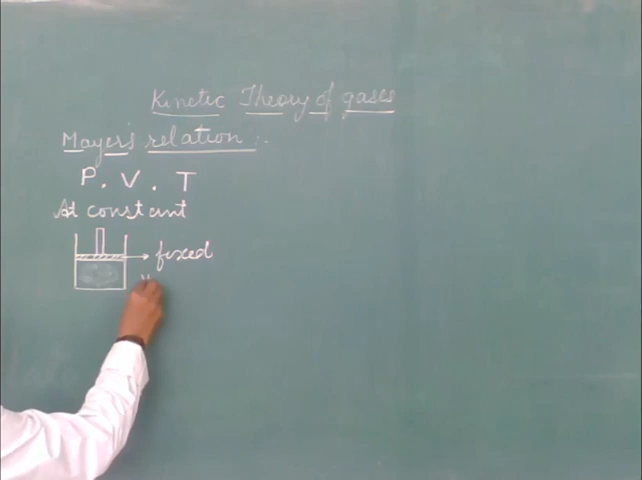 Kinetic Theory of gases
Mayer's relation :-
P. V. T
At constant
fixed